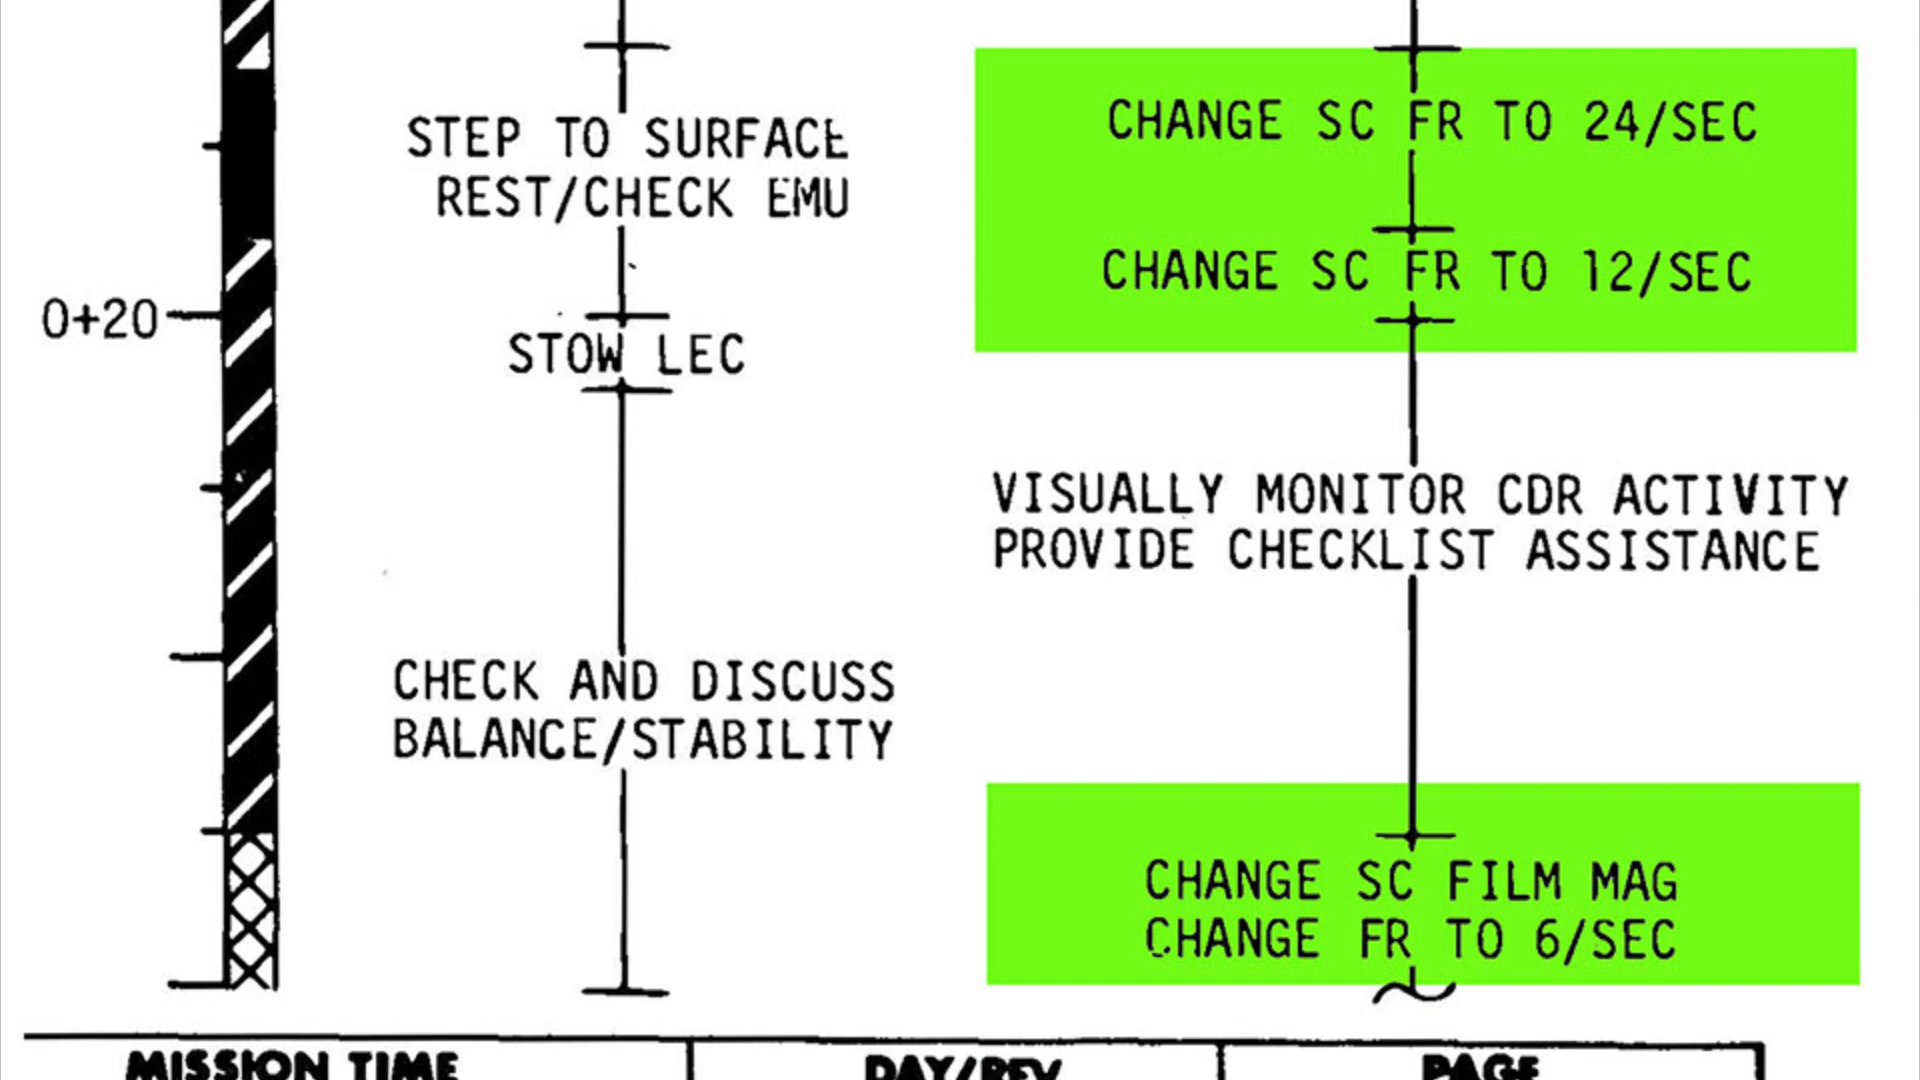 STEP TO SURFACE
REST/CHECK EMU
0+20
STOW LEC
CHECK AND DISCUSS
BALANCE/STABILITY
CHANGE SC FR TO 24/SEC
CHANGE SC FR TO 12/SEC
VISUALLY MONITOR CDR ACTIVITY
PROVIDE CHECKLIST ASSISTANCE
CHANGE SC FILM MAG
CHANGE FR TO 6/SEC
MISSION TIME
DAY/REV
PAGE